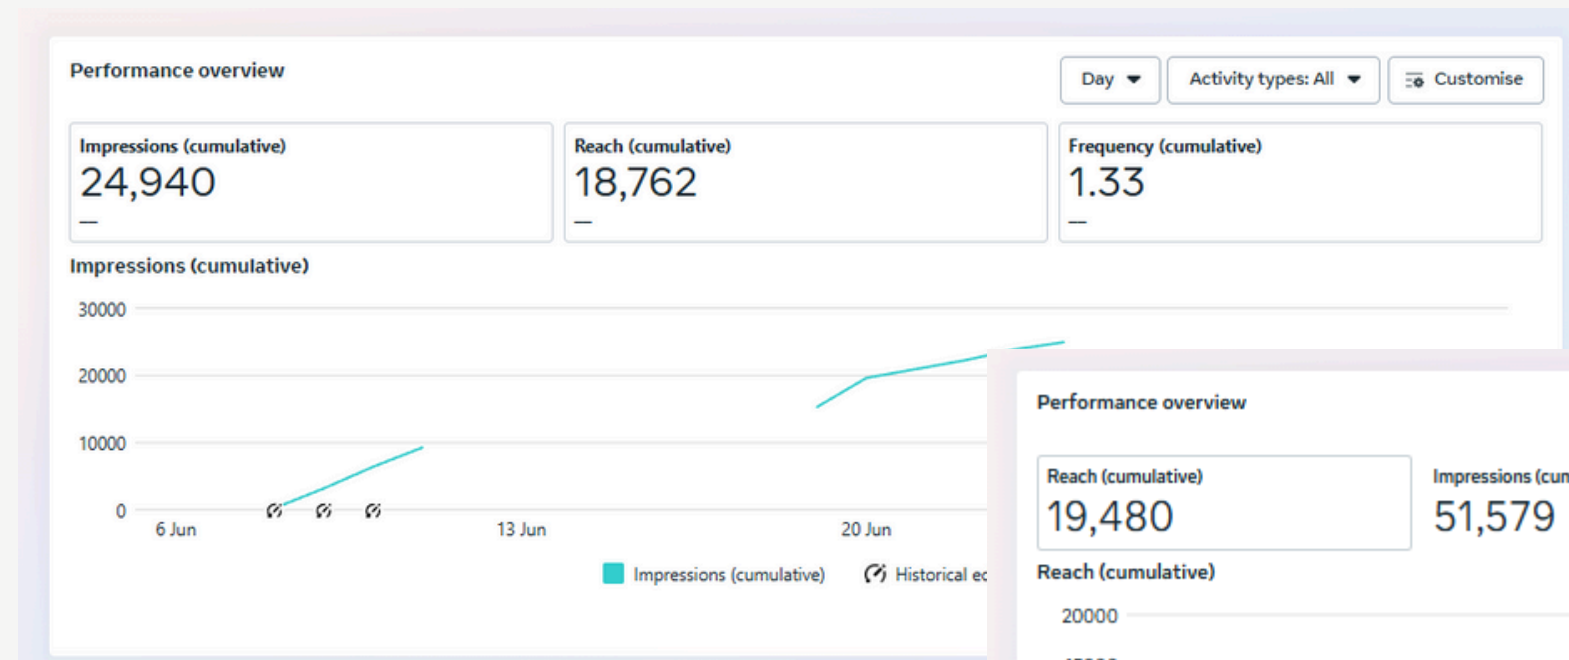 Performance overview
Day
Activity types: All
Customise
Impressions (cumulative)
24,940
—
Reach (cumulative)
18,762
—
Frequency (cumulative)
1.33
—
Impressions (cumulative)
30000
20000
10000
0
6 Jun
13 Jun
20 Jun
Impressions (cumulative)
Historical
Performance overview
Reach (cumulative)
19,480
Impressions
51,579
Reach (cumulative)
20000